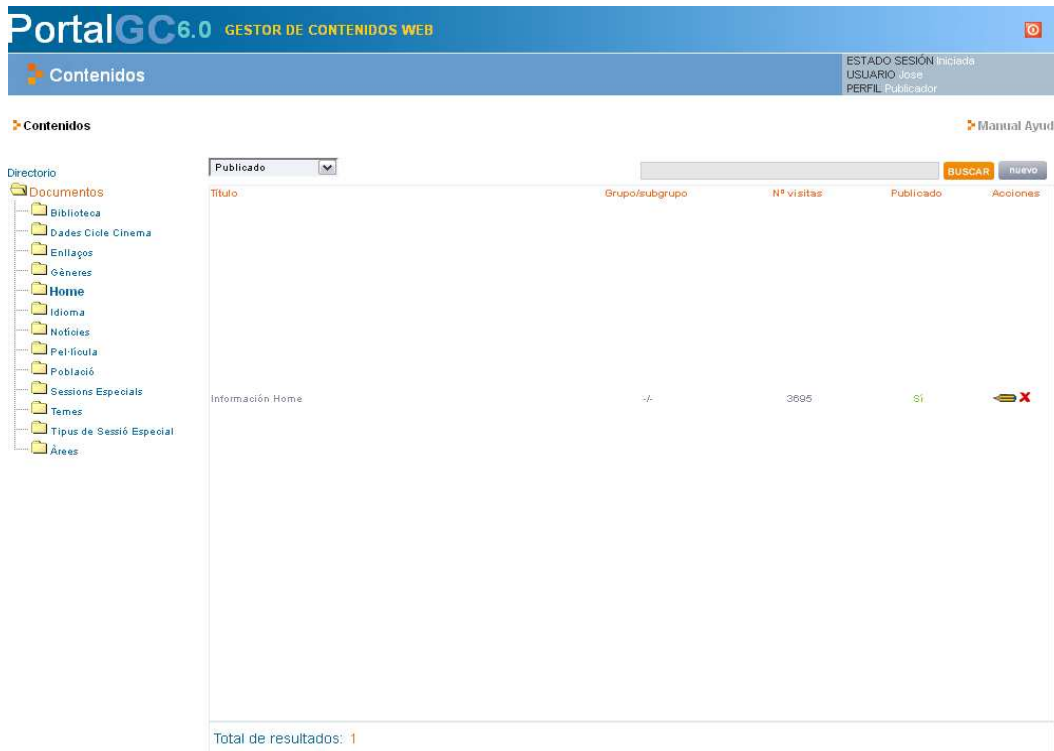 PortalGC6.0 GESTOR DE CONTENIDOS WEB
Contenidos
ESTADO SESIÓN Iniciada
USUARIO Jose
PERFIL Publicador
Contenidos
Manual Ayud
Directorio
Documentos
Biblioteca
Dades Cicle Cinema
Enllaços
Gèneres
Home
Idioma
Notícies
Pel·lícula
Població
Sessions Especials
Temes
Tipus de Sessió Especial
Àrees
Publicado
BUSCAR nuevo
Título Grupo/subgrupo Nº visitas Publicado Acciones
Información Home -/- 3695 Sí
Total de resultados: 1